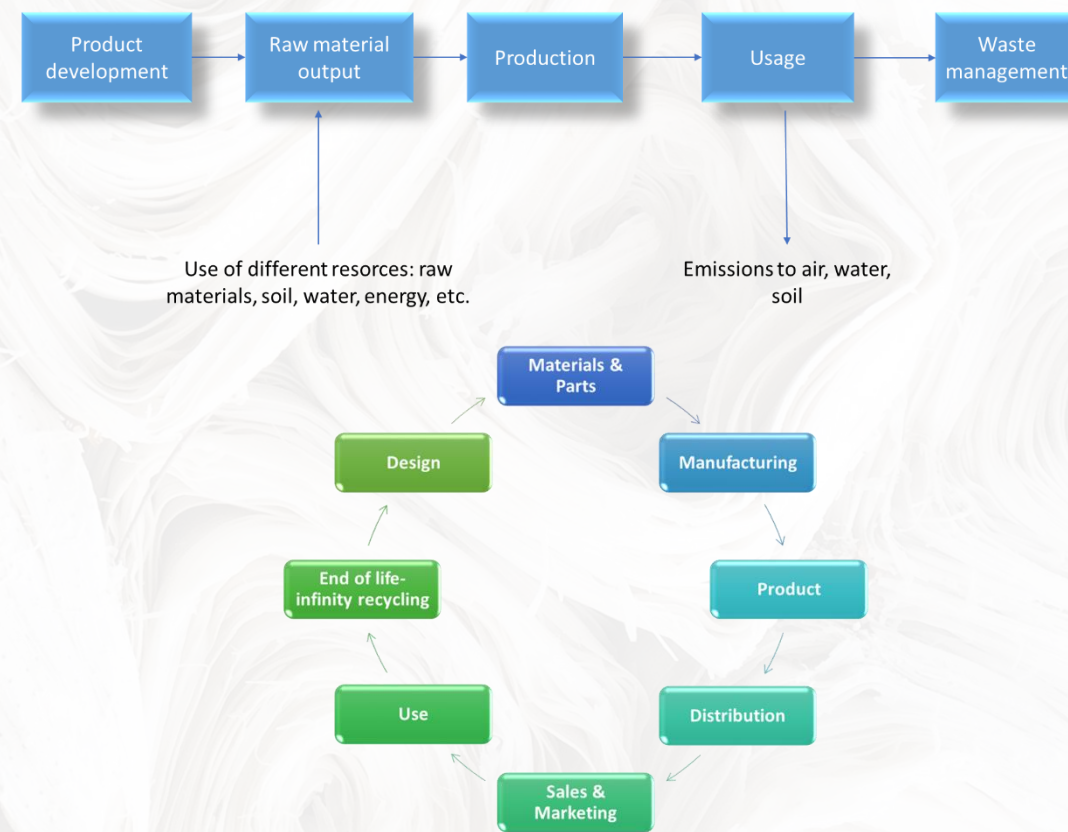 Product
development
Raw material
output
Production
Usage
Waste
management
Use of different resorces: raw
materials, soil, water, energy, etc.
Emissions to air, water,
soil
Materials &
Parts
Manufacturing
Product
Distribution
Sales &
Marketing
Use
End of life-
infinity recycling
Design